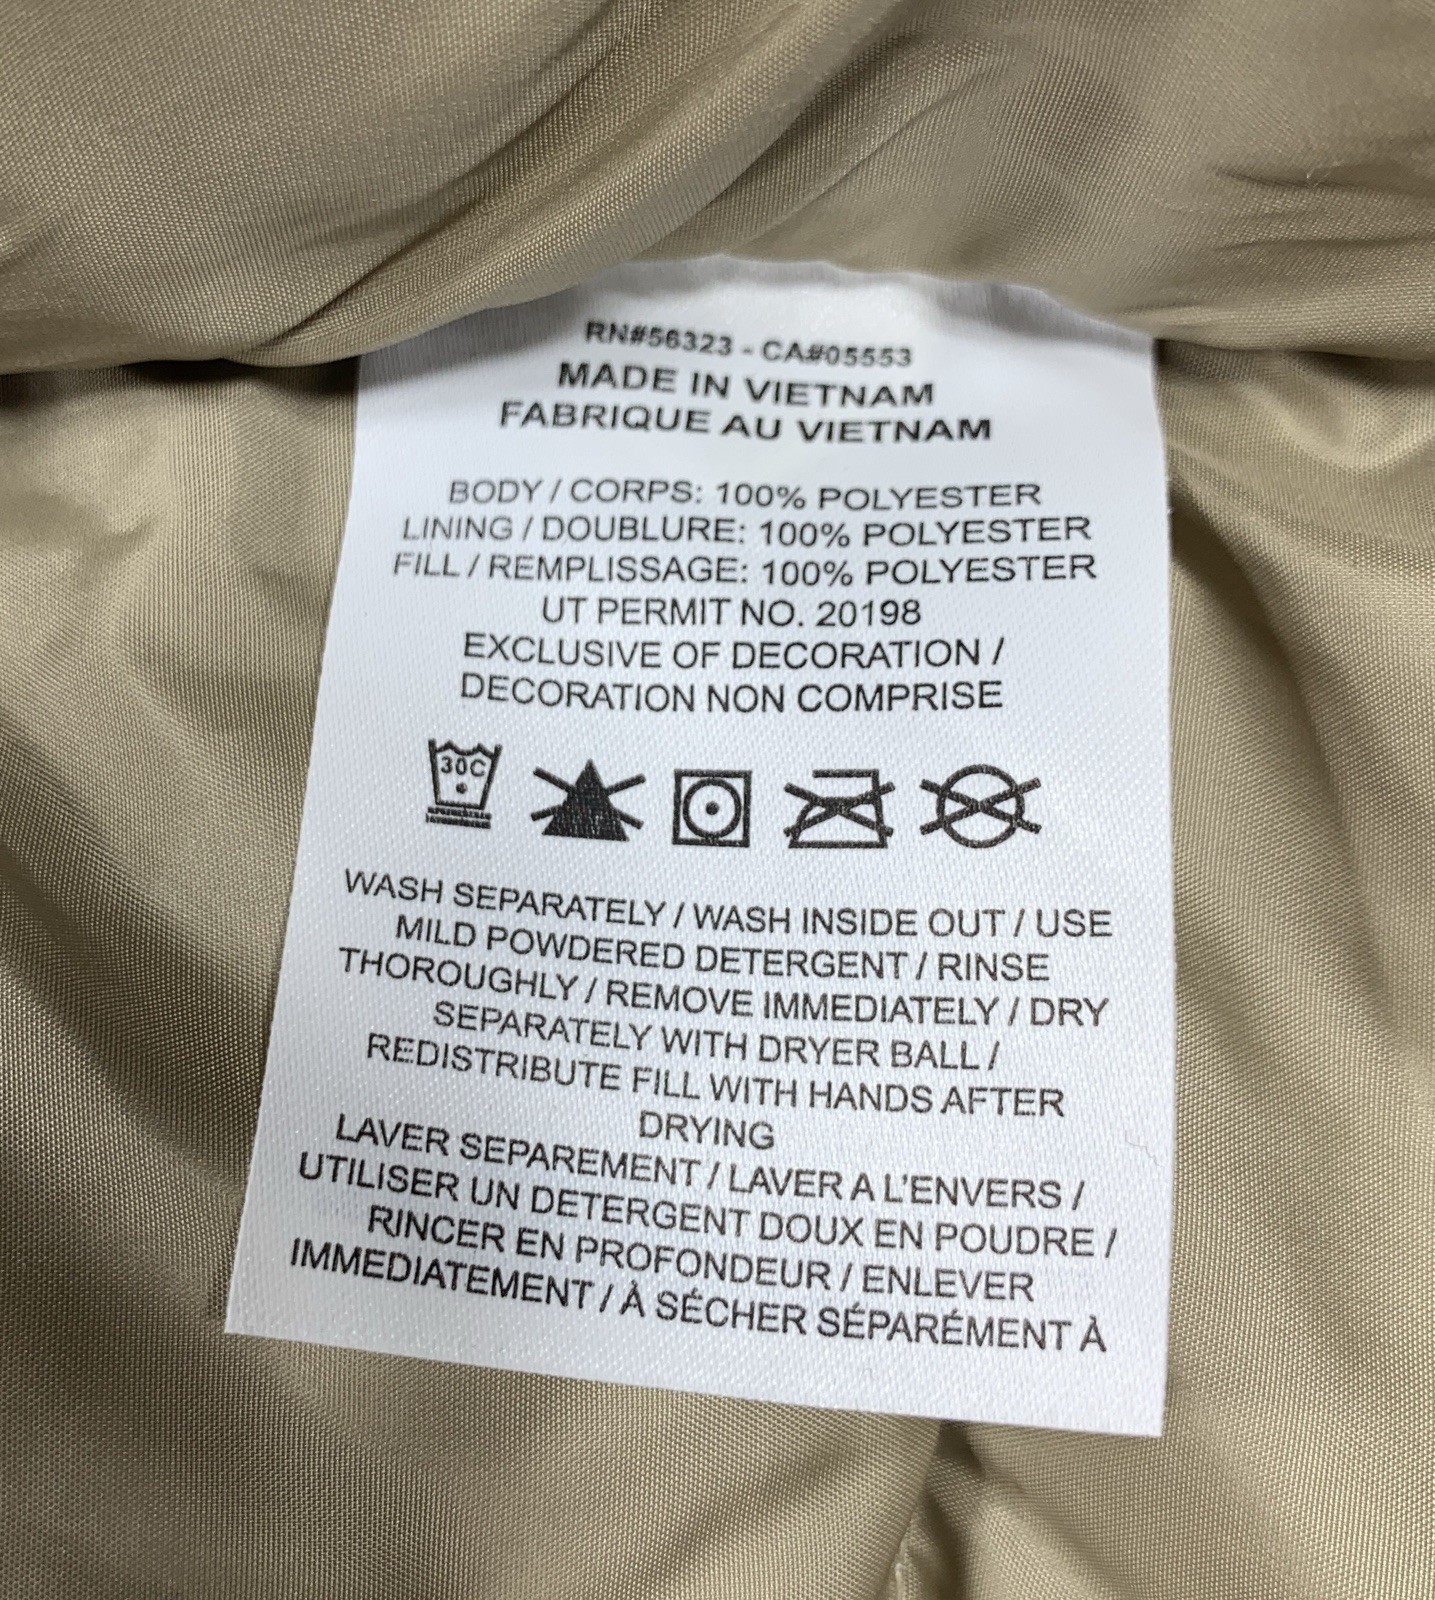 RN#56323 - CA#05553
MADE IN VIETNAM
FABRIQUE AU VIETNAM
BODY / CORPS: 100% POLYESTER
LINING / DOUBLURE: 100% POLYESTER
FILL / REMPLISSAGE: 100% POLYESTER
UT PERMIT NO. 20198
EXCLUSIVE OF DECORATION /
DECORATION NON COMPRISE
30C
WASH SEPARATELY / WASH INSIDE OUT / USE
MILD POWDERED DETERGENT / RINSE
THOROUGHLY / REMOVE IMMEDIATELY / DRY
SEPARATELY WITH DRYER BALL /
REDISTRIBUTE FILL WITH HANDS AFTER
DRYING
LAVER SEPAREMENT / LAVER A L'ENVERS /
UTILISER UN DETERGENT DOUX EN POUDRE /
RINCER EN PROFONDEUR / ENLEVER
IMMEDIATEMENT / À SÉCHER SÉPARÉMENT À